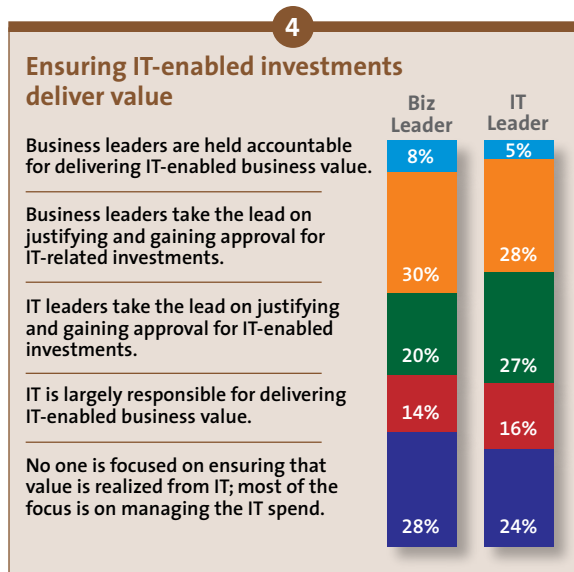 4
Ensuring IT-enabled investments
deliver value
Biz
Leader
IT
Leader
Business leaders are held accountable
for delivering IT-enabled business value.
8%
5%
Business leaders take the lead on
justifying and gaining approval for
IT-related investments.
30%
28%
IT leaders take the lead on justifying
and gaining approval for IT-enabled
investments.
20%
27%
IT is largely responsible for delivering
IT-enabled business value.
14%
16%
No one is focused on ensuring that
value is realized from IT; most of the
focus is on managing the IT spend.
28%
24%